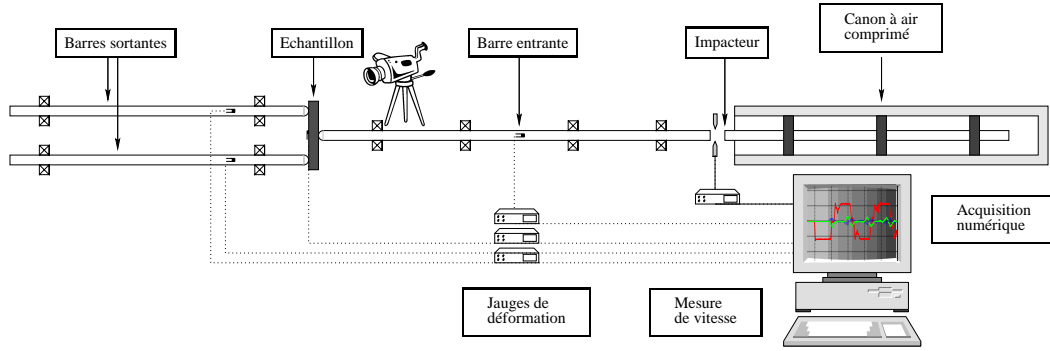 Canon à air
comprimé
Barres sortantes
Echantillon
Barre entrante
Impacteur
Acquisition
numérique
Jauges de
déformation
Mesure
de vitesse